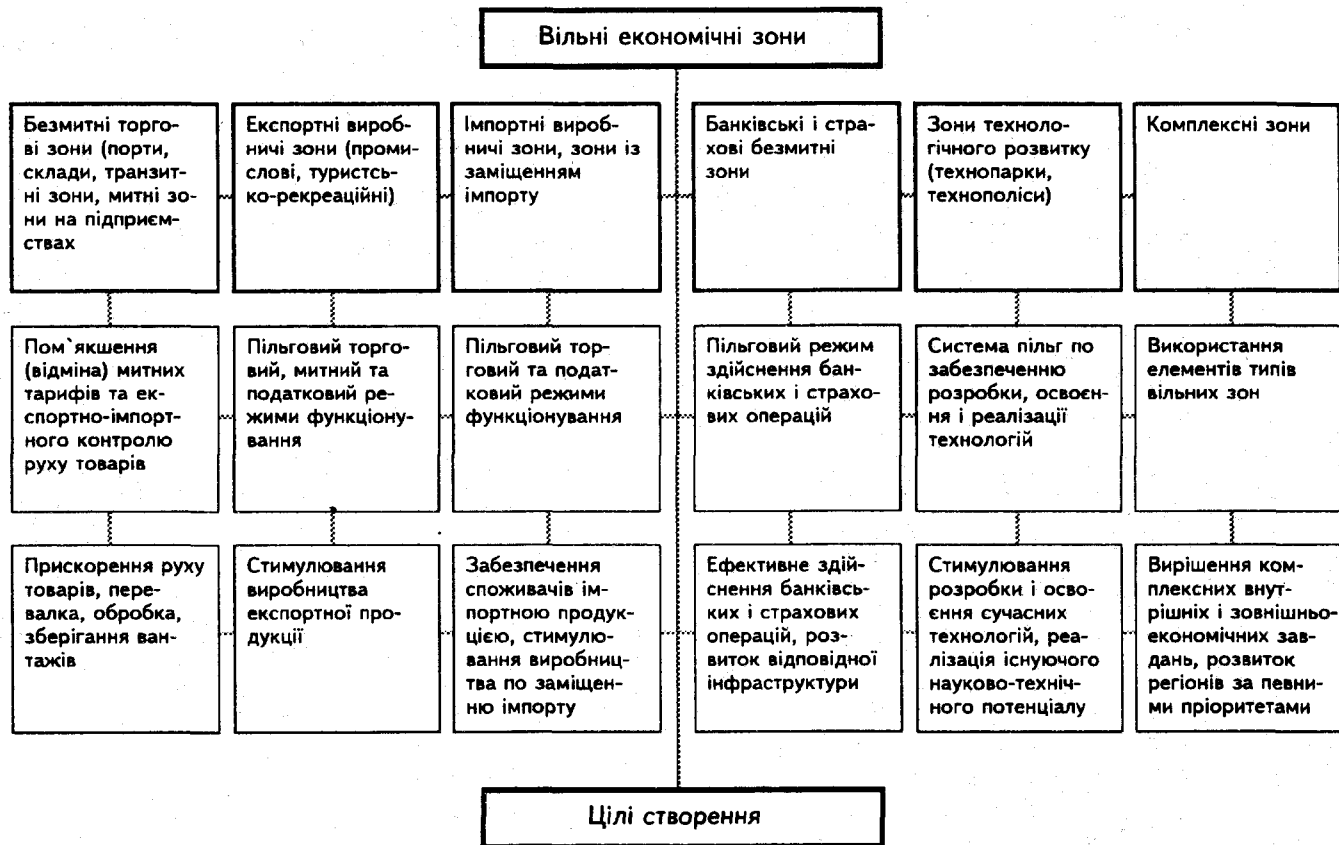 Вільні економічні зони
Безмитні торго-
ві зони (порти,
склади, транзит-
ні зони, митні зо-
ни на підприєм-
ствах
Експортні вироб-
ничі зони (проми-
слові, туристсь-
ко-рекреаційні)
Імпортні вироб-
ничі зони, зони із
заміщенням
імпорту
Банківські і стра-
хові безмитні
зони
Зони техноло-
гічного розвитку
(технопарки,
технополіси)
Комплексні зони
Пом`якшення
(відміна) митних
тарифів та ек-
спортно-імпорт-
ного контролю
руху товарів
Пільговий торго-
вий, митний та
податковий ре-
жими функціону-
вання
Пільговий тор-
говий та подат-
ковий режими
функціонування
Пільговий режим
здійснення бан-
ківських і страхо-
вих операцій
Система пільг по
забезпеченню
розробки, освоєн-
ня і реалізації
технологій
Використання
елементів типів
вільних зон
Прискорення руху
товарів, пере-
валка, обробка,
зберігання ван-
тажів
Стимулювання
виробництва
експортної про-
дукції
Забезпечення
споживачів ім-
портною продук-
цією, стимулю-
вання виробниц-
тва по заміщен-
ню імпорту
Ефективне здій-
снення банківсь-
ких і страхових
операцій, роз-
виток відповідної
інфраструктури
Стимулювання
розробки і осво-
єння сучасних
технологій, реа-
лізація існуючого
науково-техніч-
ного потенціалу
Вирішення ком-
плексних внут-
рішніх і зовнішньо-
економічних зав-
дань, розвиток
регіонів за певни-
ми пріоритетами
Цілі створення